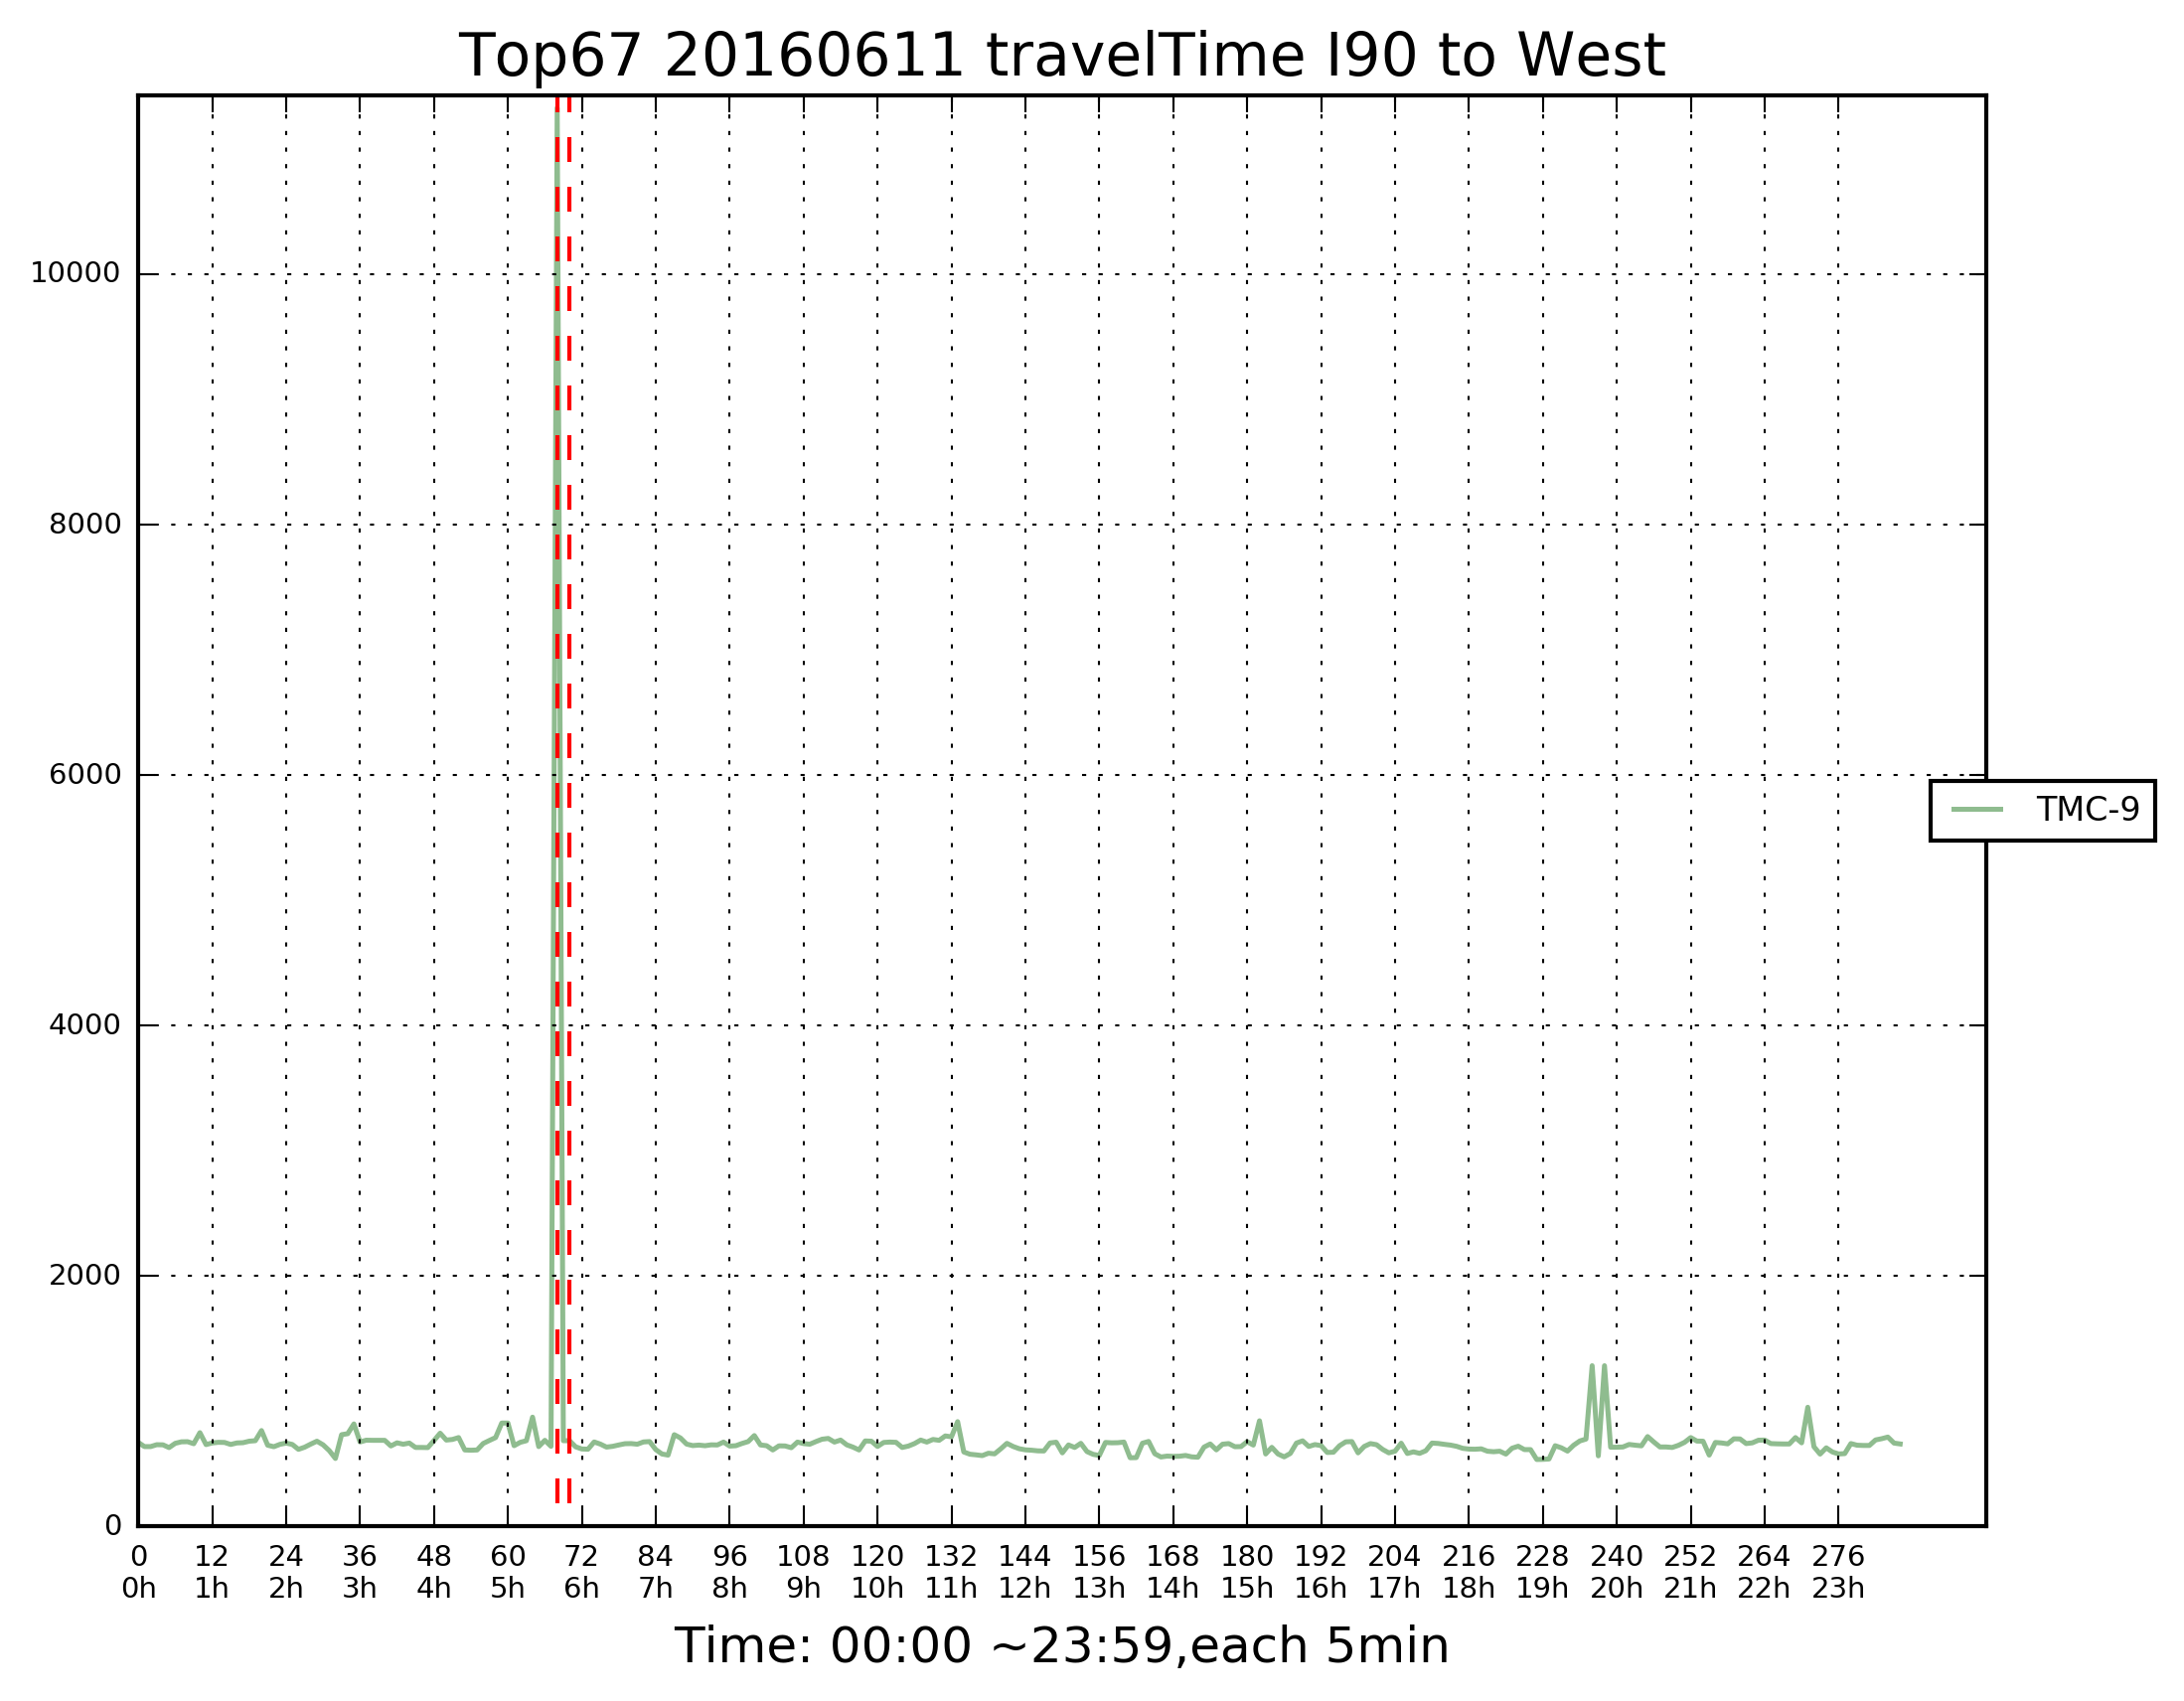 Top67 20160611 travelTime I90 to West
10000
8000
6000
4000
2000
0
TMC-9
0 12 24 36 48 60 72 84 96 108 120 132 144 156 168 180 192 204 216 228 240 252 264 276
0h 1h 2h 3h 4h 5h 6h 7h 8h 9h 10h 11h 12h 13h 14h 15h 16h 17h 18h 19h 20h 21h 22h 23h
Time: 00:00 ~23:59,each 5min